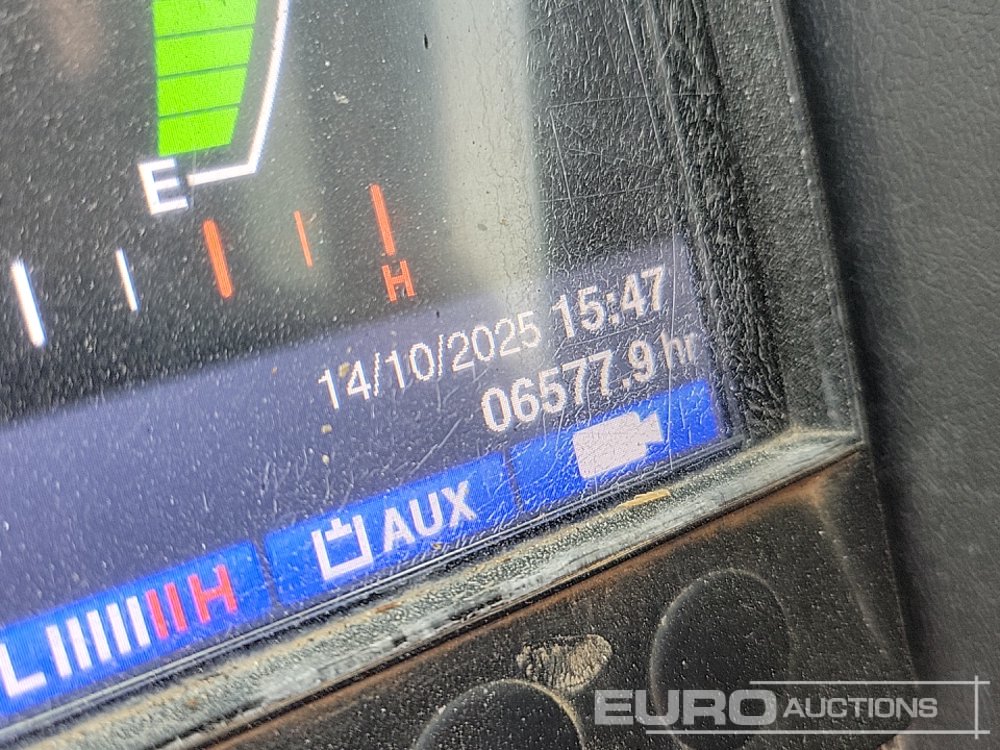 E
H
14/10/2025 15:47
06577.9 hr
AUX
L H
EURO AUCTIONS